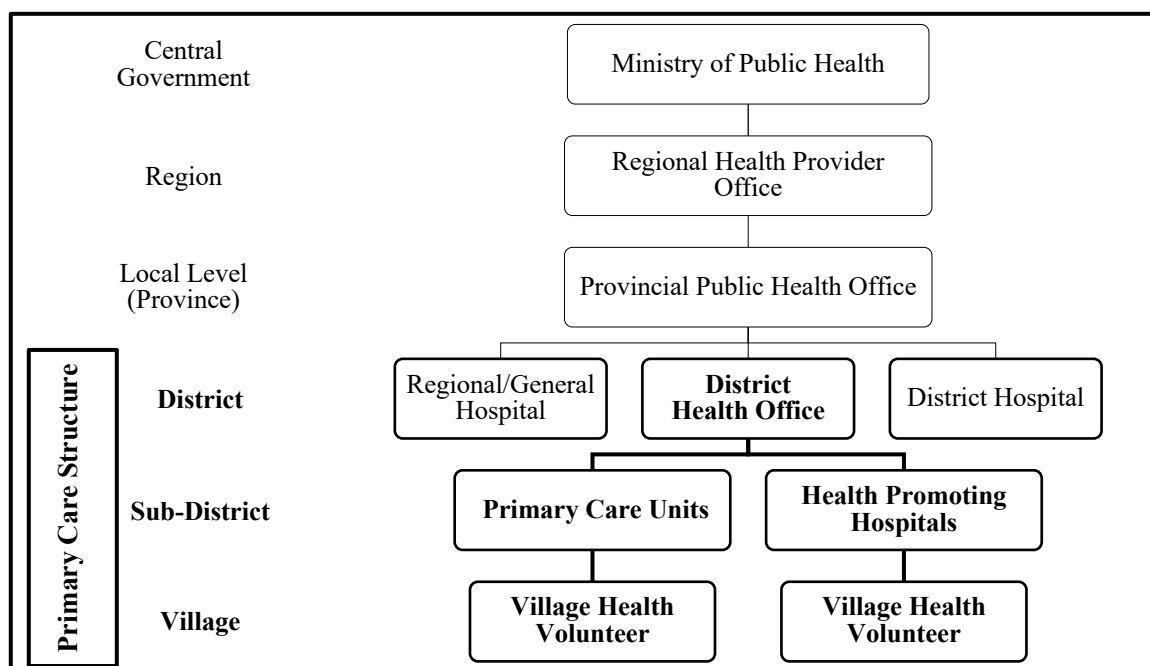 Central
Government
Ministry of Public Health
Region
Regional Health Provider
Office
Local Level
(Province)
Provincial Public Health Office
Primary Care Structure
District
Regional/General
Hospital
District
Health Office
District Hospital
Sub-District
Primary Care Units
Health Promoting
Hospitals
Village
Village Health
Volunteer
Village Health
Volunteer